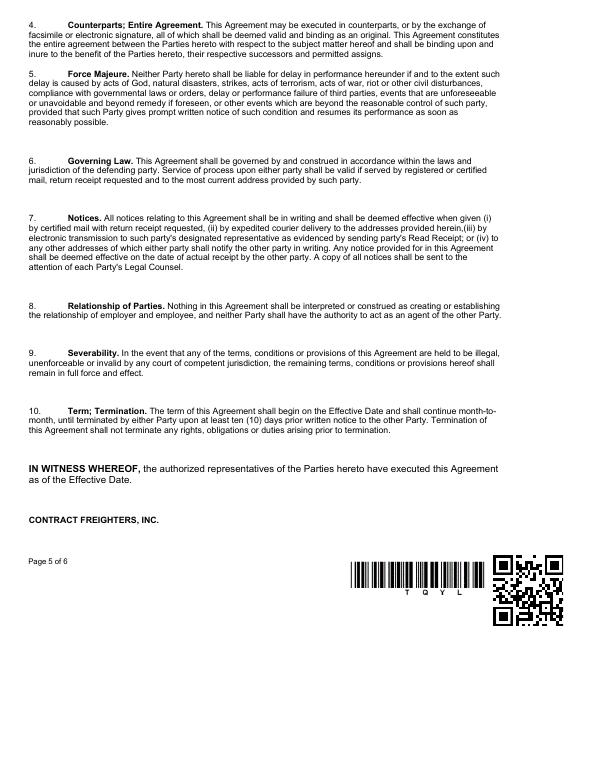 4. Counterparts; Entire Agreement. This Agreement may be executed in counterparts, or by the exchange of
facsimile or electronic signature, all of which shall be deemed valid and binding as an original. This Agreement constitutes
the entire agreement between the Parties hereto with respect to the subject matter hereof and shall be binding upon and
inure to the benefit of the Parties hereto, their respective successors and permitted assigns.
5. Force Majeure. Neither Party hereto shall be liable for delay in performance hereunder if and to the extent such
delay is caused by acts of God, natural disasters, strikes, acts of terrorism, acts of war, riot or other civil disturbances,
compliance with governmental laws or orders, delay or performance failure of third parties, events that are unforeseeable
or unavoidable and beyond remedy if foreseen, or other events which are beyond the reasonable control of such party,
provided that such Party gives prompt written notice of such condition and resumes its performance as soon as
reasonably possible.
6. Governing Law. This Agreement shall be governed by and construed in accordance within the laws and
jurisdiction of the defending party. Service of process upon either party shall be valid if served by registered or certified
mail, return receipt requested and to the most current address provided by such party.
7. Notices. All notices relating to this Agreement shall be in writing and shall be deemed effective when given (i)
by certified mail with return receipt requested, (ii) by expedited courier delivery to the addresses provided herein,(iii) by
electronic transmission to such party's designated representative as evidenced by sending party's Read Receipt; or (iv) to
any other addresses of which either party shall notify the other party in writing. Any notice provided for in this Agreement
shall be deemed effective on the date of actual receipt by the other party. A copy of all notices shall be sent to the
attention of each Party's Legal Counsel.
8. Relationship of Parties. Nothing in this Agreement shall be interpreted or construed as creating or establishing
the relationship of employer and employee, and neither Party shall have the authority to act as an agent of the other Party.
9. Severability. In the event that any of the terms, conditions or provisions of this Agreement are held to be illegal,
unenforceable or invalid by any court of competent jurisdiction, the remaining terms, conditions or provisions hereof shall
remain in full force and effect.
10. Term; Termination. The term of this Agreement shall begin on the Effective Date and shall continue month-to-
month, until terminated by either Party upon at least ten (10) days prior written notice to the other Party. Termination of
this Agreement shall not terminate any rights, obligations or duties arising prior to termination.
IN WITNESS WHEREOF, the authorized representatives of the Parties hereto have executed this Agreement
as of the Effective Date.
CONTRACT FREIGHTERS, INC.
Page 5 of 6
T Q Y L